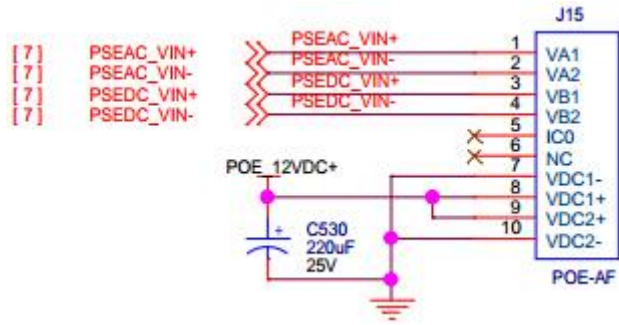 J15
[ 7 ] PSEAC_VIN+ PSEAC_VIN+ 1 VA1
[ 7 ] PSEAC_VIN- PSEAC_VIN- 2 VA2
[ 7 ] PSEDC_VIN+ PSEDC_VIN+ 3 VB1
[ 7 ] PSEDC_VIN- PSEDC_VIN- 4 VB2
5 IC0
6 NC
POE_12VDC+ 7 VDC1-
8 VDC1+
9 VDC2+
C530 10 VDC2-
+
220uF
25V
POE-AF